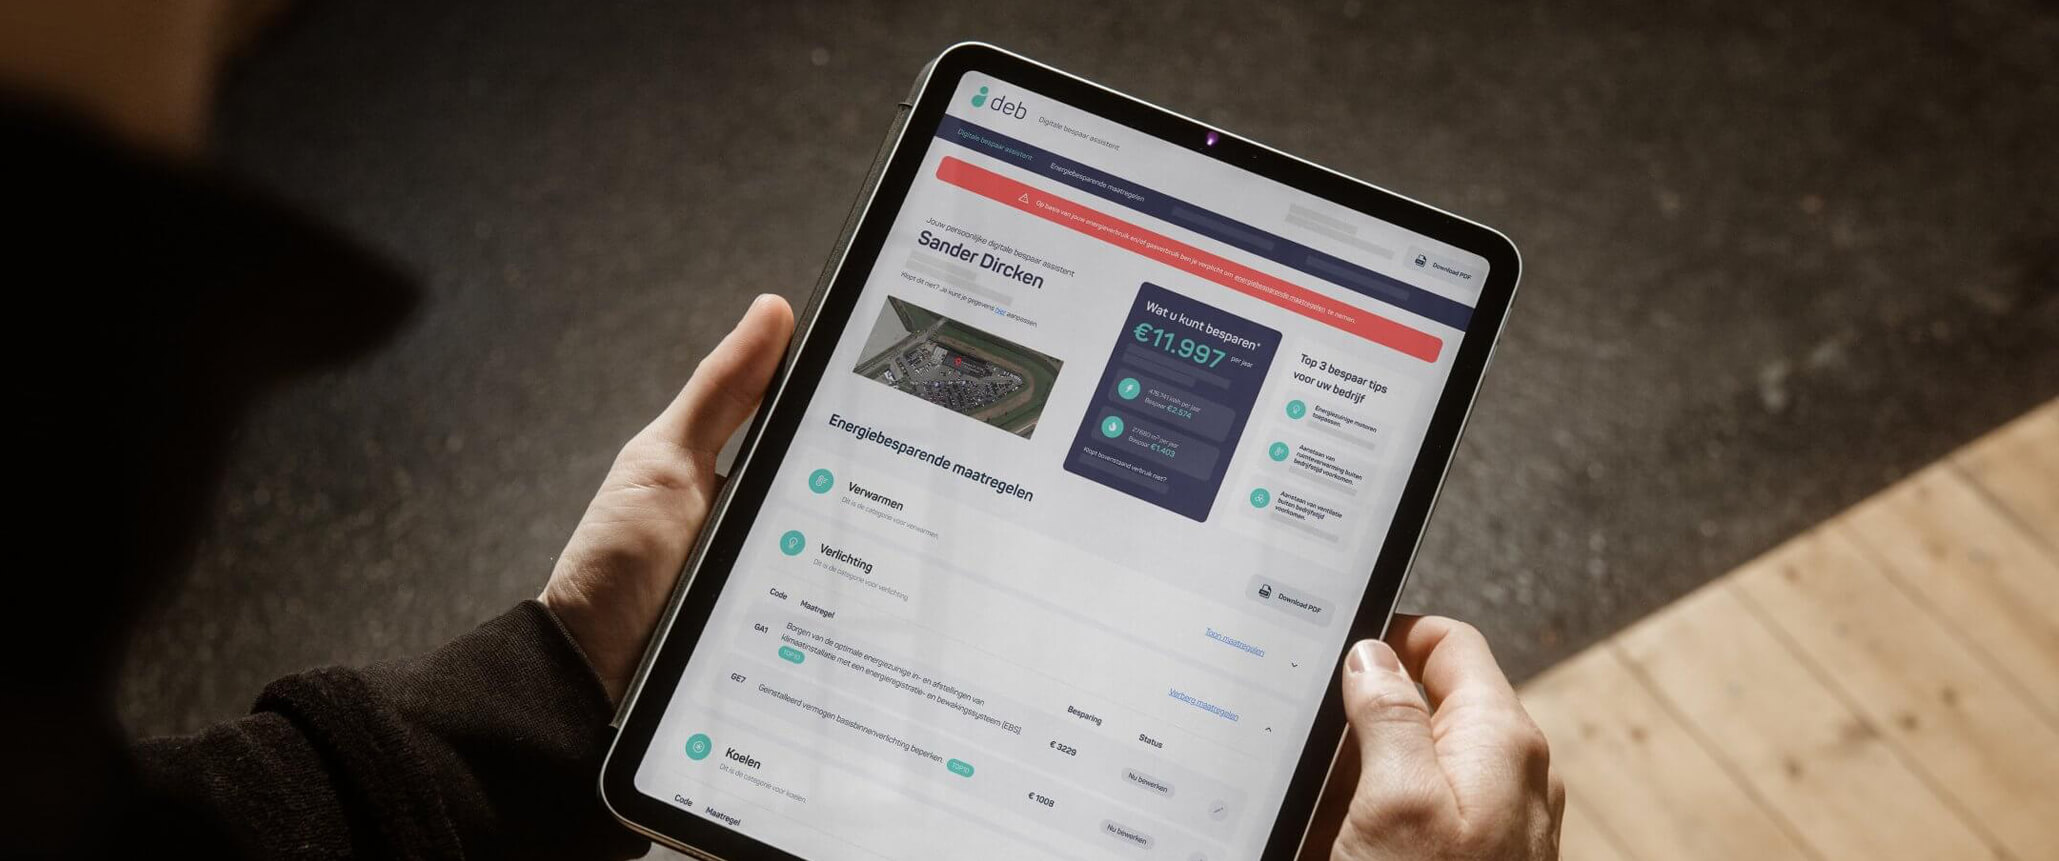 deb
Digitale bespaar assistent
Digitale bespaar assistent
Energiebesparende maatregelen
Download PDF
Op basis van jouw energieverbruik en/of gasverbruik ben je verplicht om energiebesparende maatregelen te nemen.
Jouw persoonlijke digitale bespaar assistent
Sander Dircken
Klopt dit niet? Je kunt je gegevens hier aanpassen.
Wat u kunt besparen*
€11.997 per jaar
kWh per jaar
Bespaar €2.574
m³ per jaar
Bespaar €1.403
Klopt bovenstaand verbruik niet?
Top 3 bespaar tips
voor uw bedrijf
Energiezuinige motoren
toepassen.
Aanstaan van
ruimteverwarming buiten
bedrijfstijd voorkomen.
Aanstaan van ventilatie
buiten bedrijfstijd
voorkomen.
Energiebesparende maatregelen
Download PDF
Verwarmen
Dit is de categorie voor verwarmen
Toon maatregelen
Verlichting
Dit is de categorie voor verlichting
Verberg maatregelen
Code Maatregel Besparing Status
GA1 Borgen van de optimale energiezuinige in- en afstellingen van
klimaatinstallatie met een energieregistratie- en bewakingssysteem (EBS)
TOP10
€ 3229 Nu bewerken
GE7 Geïnstalleerd vermogen basisbinnenverlichting beperken. TOP10
€ 1008 Nu bewerken
Koelen
Dit is de categorie voor koelen
Code Maatregel